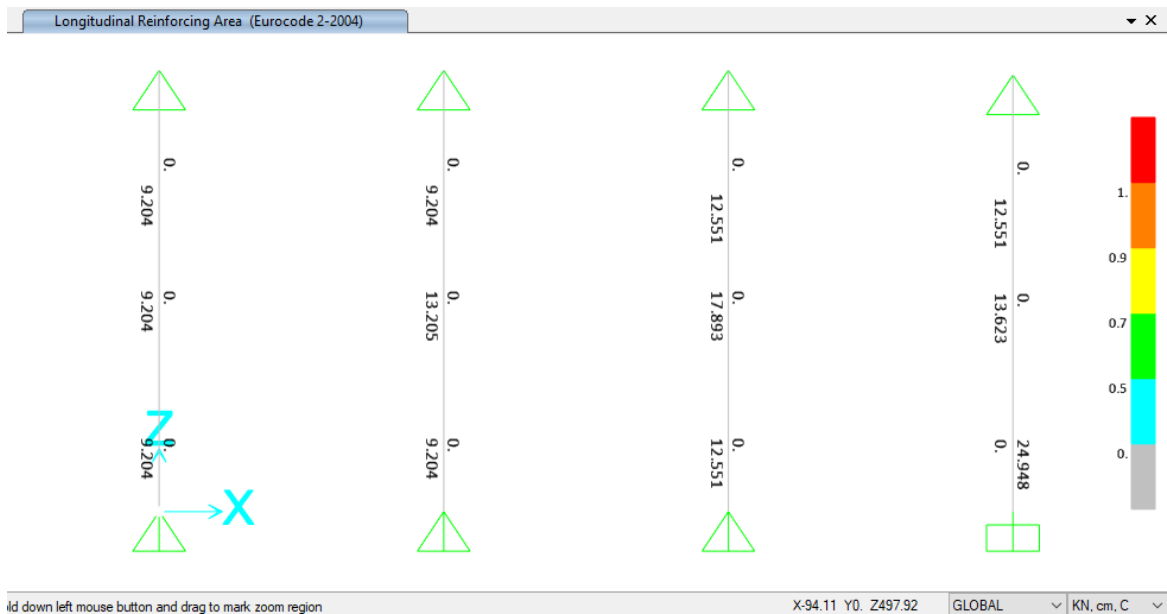 Longitudinal Reinforcing Area (Eurocode 2-2004)
0. 0. 0. 0.
9.204 9.204 12.551 12.551
0. 0. 0. 0.
9.204 13.205 17.893 13.623
Z
0. 0. 0. 0.
9.204 9.204 12.551 24.948
X
1.
0.9
0.7
0.5
0.
old down left mouse button and drag to mark zoom region
X-94.11 Y0. Z497.92
GLOBAL
KN, cm, C